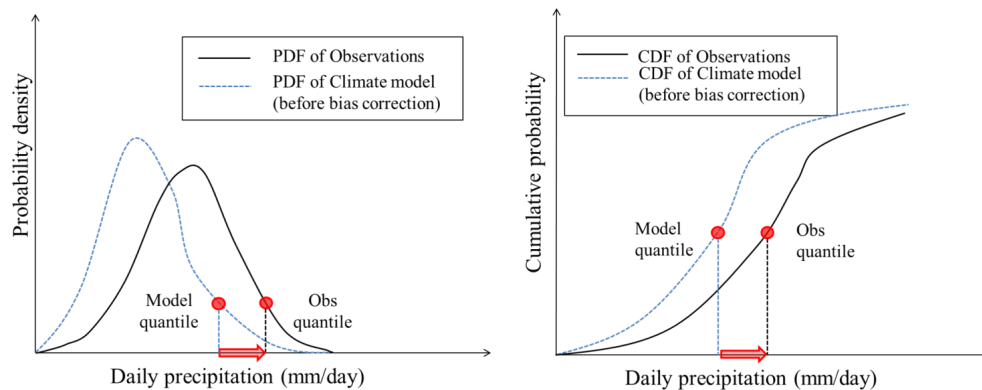 Probability density
PDF of Observations
PDF of Climate model
(before bias correction)
Model
quantile
Obs
quantile
Daily precipitation (mm/day)
Cumulative probability
CDF of Observations
CDF of Climate model
(before bias correction)
Model
quantile
Obs
quantile
Daily precipitation (mm/day)